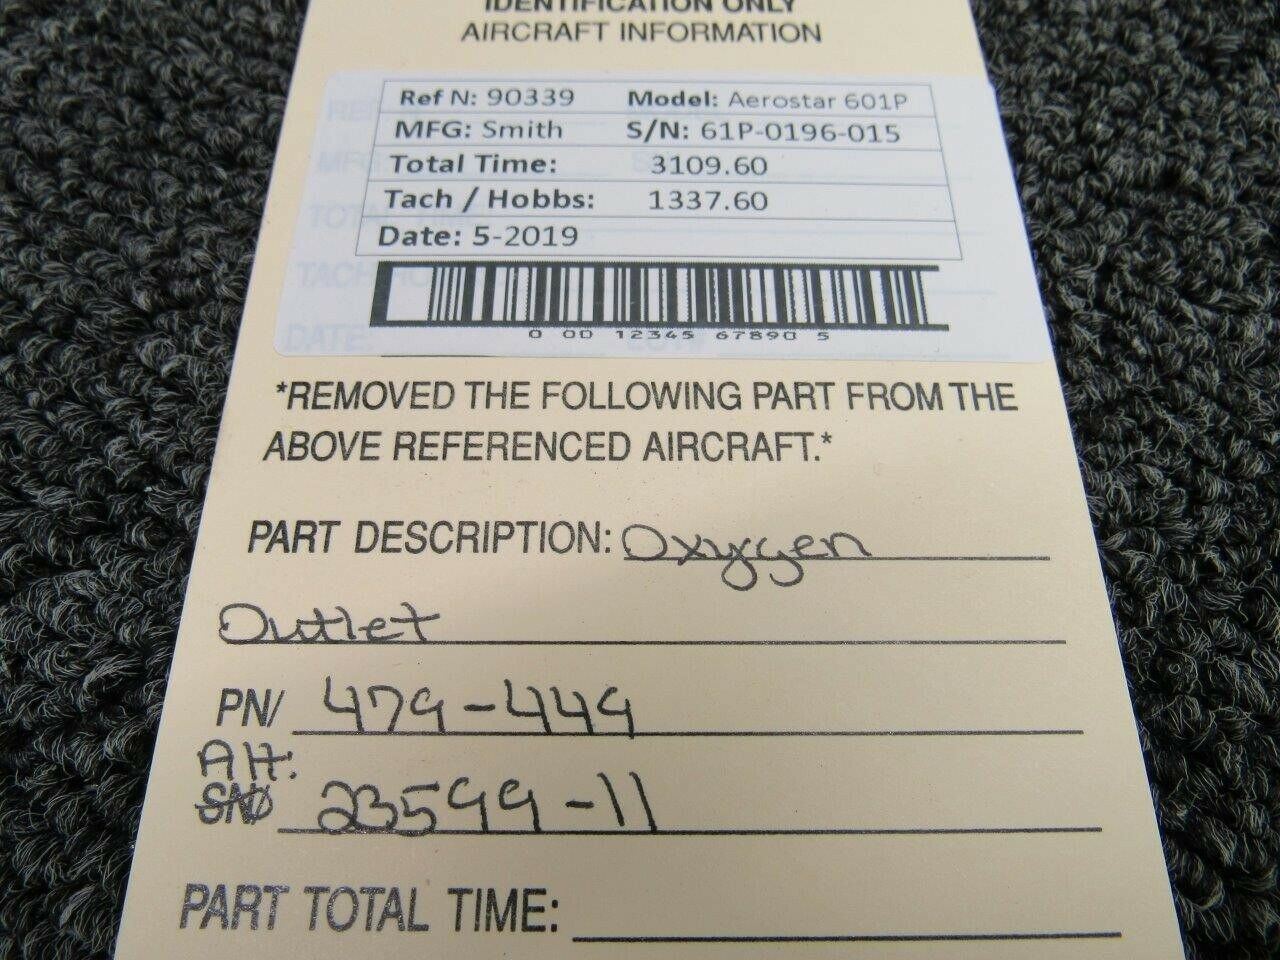 IDENTIFICATION ONLY
AIRCRAFT INFORMATION
Ref N: 90339 Model: Aerostar 601P
MFG: Smith S/N: 61P-0196-015
Total Time: 3109.60
Tach / Hobbs: 1337.60
Date: 5-2019
0 00 12345 67890 5
*REMOVED THE FOLLOWING PART FROM THE
ABOVE REFERENCED AIRCRAFT.*
PART DESCRIPTION: Oxygen
Outlet
PN/ 479-449
Alt:
SN/ 23599-11
PART TOTAL TIME: